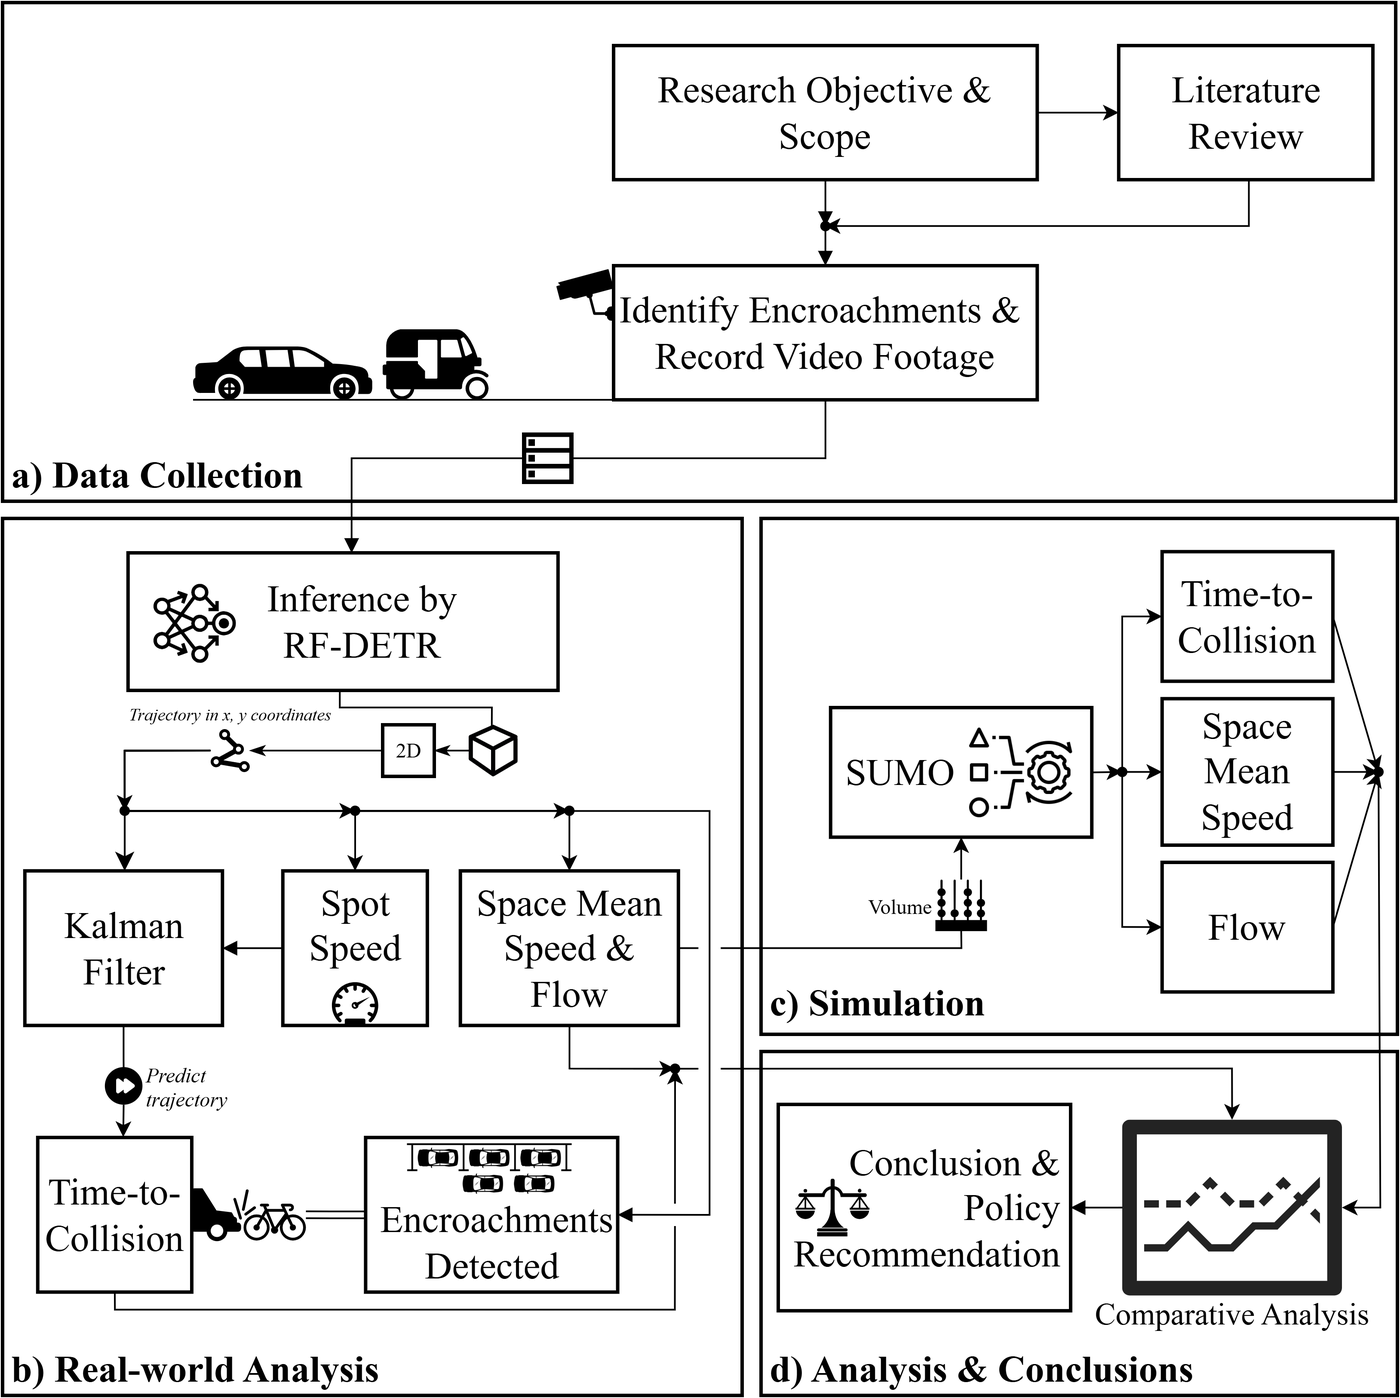 Research Objective &
Scope
Literature
Review
Identify Encroachments &
Record Video Footage
a) Data Collection
Inference by
RF-DETR
Trajectory in x, y coordinates
2D
Kalman
Filter
Spot
Speed
Space Mean
Speed &
Flow
Predict
trajectory
Time-to-
Collision
Encroachments
Detected
b) Real-world Analysis
SUMO
Volume
Time-to-
Collision
Space
Mean
Speed
Flow
c) Simulation
Conclusion &
Policy
Recommendation
Comparative Analysis
d) Analysis & Conclusions